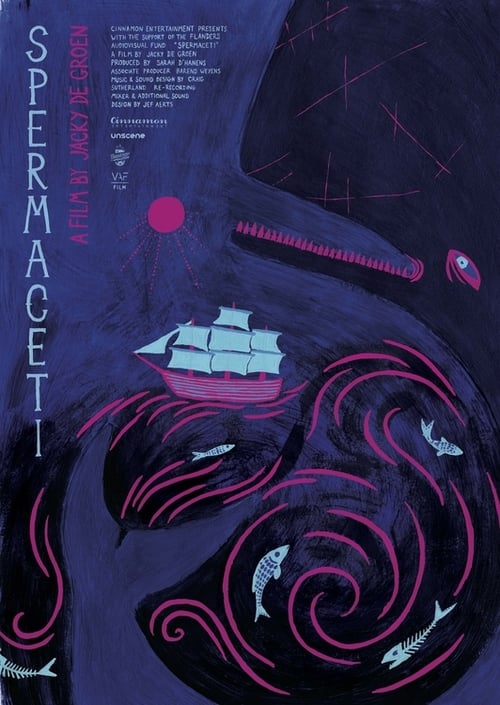 SPERMACETI
A FILM BY JACKY DE GROEN
CINNAMON ENTERTAINMENT PRESENTS
WITH THE SUPPORT OF THE FLANDERS
AUDIOVISUAL FUND "SPERMACETI"
A FILM BY JACKY DE GROEN
PRODUCED BY SARAH D'HANENS
ASSOCIATE PRODUCER BAREND WEYENS
MUSIC & SOUND DESIGN BY CRAIG
SUTHERLAND RE-RECORDING
MIXER & ADDITIONAL SOUND
DESIGN BY JEF AERTS
Cinnamon
ENTERTAINMENT
unscene
VAF
FILM